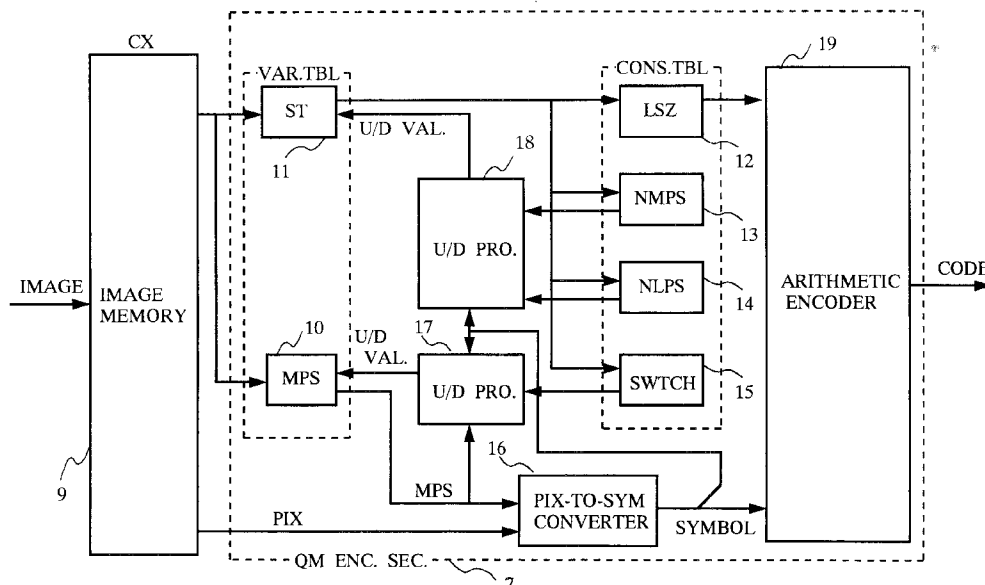 CX
19
VAR.TBL
CONS.TBL
ST
LSZ
U/D VAL.
18
12
11
NMPS
13
U/D PRO.
IMAGE
IMAGE
MEMORY
NLPS
14
ARITHMETIC
ENCODER
CODE
10
17
U/D
VAL.
MPS
U/D PRO.
SWTCH
15
9
16
MPS
PIX-TO-SYM
CONVERTER
PIX
SYMBOL
QM ENC. SEC.
7